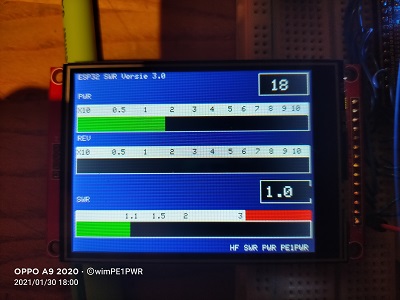 ESP32 SWR Versie 3.0
18
PWR
X10 0.5 1 2 3 4 5 6 7 8 9 10
REV
X10 0.5 1 2 3 4 5 6 7 8 9 10
1.0
SWR
1.1 1.5 2 3
HF SWR PWR PE1PWR
OPPO A9 2020 · ©wimPE1PWR
2021/01/30 18:00